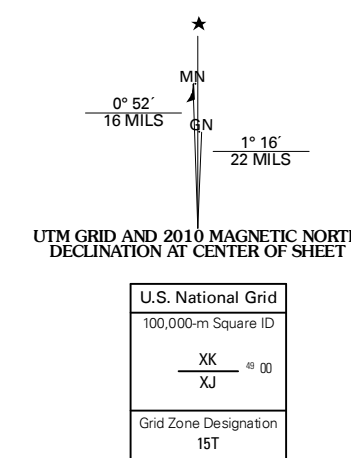 ★
MN
0° 52´
16 MILS
GN
1° 16´
22 MILS
UTM GRID AND 2010 MAGNETIC NORT
DECLINATION AT CENTER OF SHEET
U.S. National Grid
100,000-m Square ID
XK
XJ
49 00
Grid Zone Designation
15T